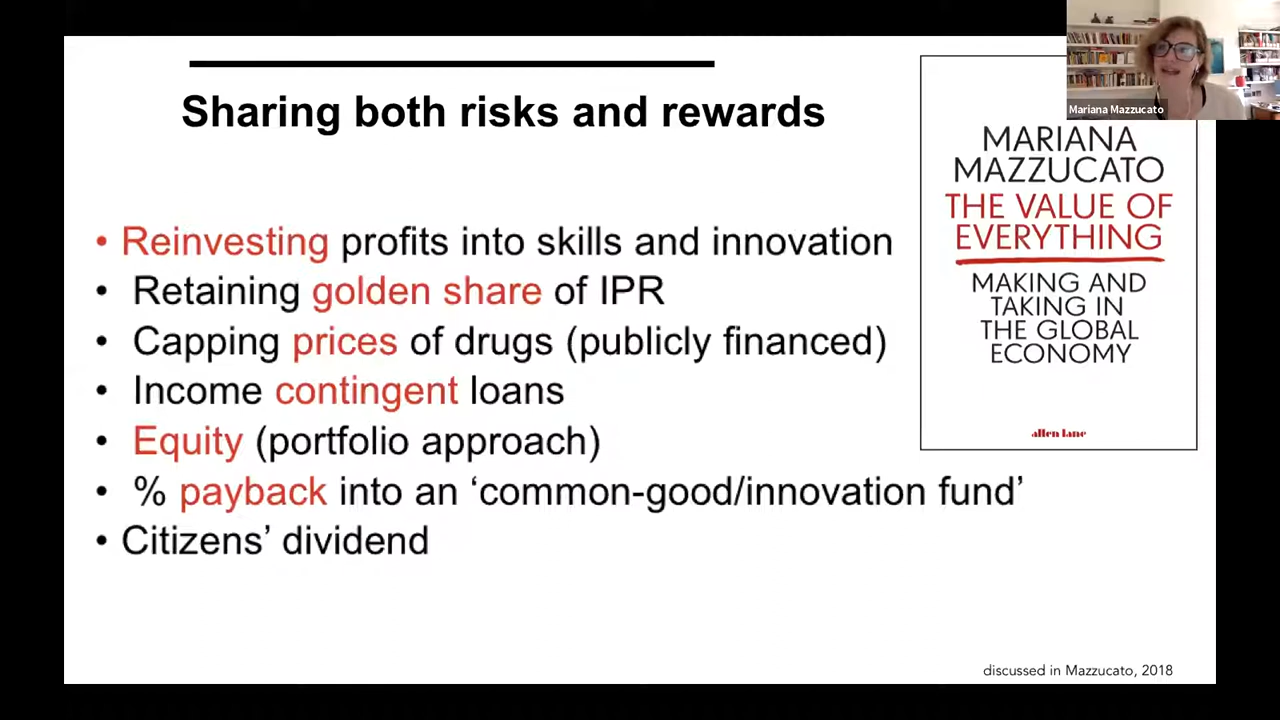 Sharing both risks and rewards
• Reinvesting profits into skills and innovation
• Retaining golden share of IPR
• Capping prices of drugs (publicly financed)
• Income contingent loans
• Equity (portfolio approach)
• % payback into an ‘common-good/innovation fund’
• Citizens’ dividend
Mariana Mazzucato
MARIANA
MAZZUCATO
THE VALUE OF
EVERYTHING
MAKING AND
TAKING IN
THE GLOBAL
ECONOMY
allen lane
discussed in Mazzucato, 2018